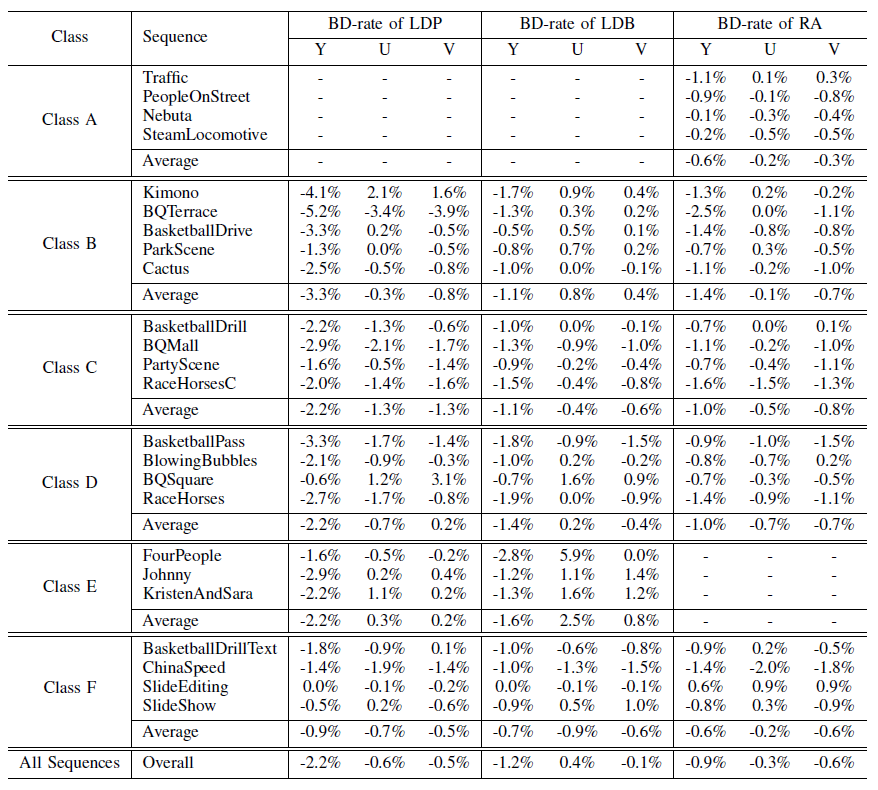 Class Sequence BD-rate of LDP BD-rate of LDB BD-rate of RA
Y U V Y U V Y U V
Class A
Traffic - - - - - - -1.1% 0.1% 0.3%
PeopleOnStreet - - - - - - -0.9% -0.1% -0.8%
Nebuta - - - - - - -0.1% -0.3% -0.4%
SteamLocomotive - - - - - - -0.2% -0.5% -0.5%
Average - - - - - - -0.6% -0.2% -0.3%
Class B
Kimono -4.1% 2.1% 1.6% -1.7% 0.9% 0.4% -1.3% 0.2% -0.2%
BQTerrace -5.2% -3.4% -3.9% -1.3% 0.3% 0.2% -2.5% 0.0% -1.1%
BasketballDrive -3.3% 0.2% -0.5% -0.5% 0.5% 0.1% -1.4% -0.8% -0.8%
ParkScene -1.3% 0.0% -0.5% -0.8% 0.7% 0.2% -0.7% 0.3% -0.5%
Cactus -2.5% -0.5% -0.8% -1.0% 0.0% -0.1% -1.1% -0.2% -1.0%
Average -3.3% -0.3% -0.8% -1.1% 0.8% 0.4% -1.4% -0.1% -0.7%
Class C
BasketballDrill -2.2% -1.3% -0.6% -1.0% 0.0% -0.1% -0.7% 0.0% 0.1%
BQMall -2.9% -2.1% -1.7% -1.3% -0.9% -1.0% -1.1% -0.2% -1.0%
PartyScene -1.6% -0.5% -1.4% -0.9% -0.2% -0.4% -0.7% -0.4% -1.1%
RaceHorsesC -2.0% -1.4% -1.6% -1.5% -0.4% -0.8% -1.6% -1.5% -1.3%
Average -2.2% -1.3% -1.3% -1.1% -0.4% -0.6% -1.0% -0.5% -0.8%
Class D
BasketballPass -3.3% -1.7% -1.4% -1.8% -0.9% -1.5% -0.9% -1.0% -1.5%
BlowingBubbles -2.1% -0.9% -0.3% -1.0% 0.2% -0.2% -0.8% -0.7% 0.2%
BQSquare -0.6% 1.2% 3.1% -0.7% 1.6% 0.9% -0.7% -0.3% -0.5%
RaceHorses -2.7% -1.7% -0.8% -1.9% 0.0% -0.9% -1.4% -0.9% -1.1%
Average -2.2% -0.7% 0.2% -1.4% 0.2% -0.4% -1.0% -0.7% -0.7%
Class E
FourPeople -1.6% -0.5% -0.2% -2.8% 5.9% 0.0% - - -
Johnny -2.9% 0.2% 0.4% -1.2% 1.1% 1.4% - - -
KristenAndSara -2.2% 1.1% 0.2% -1.3% 1.6% 1.2% - - -
Average -2.2% 0.3% 0.2% -1.6% 2.5% 0.8% - - -
Class F
BasketballDrillText -1.8% -0.9% 0.1% -1.0% -0.6% -0.8% -0.9% 0.2% -0.5%
ChinaSpeed -1.4% -1.9% -1.4% -1.0% -1.3% -1.5% -1.4% -2.0% -1.8%
SlideEditing 0.0% -0.1% -0.2% 0.0% -0.1% -0.1% 0.6% 0.9% 0.9%
SlideShow -0.5% 0.2% -0.6% -0.9% 0.5% 1.0% -0.8% 0.3% -0.9%
Average -0.9% -0.7% -0.5% -0.7% -0.9% -0.6% -0.6% -0.2% -0.6%
All Sequences Overall -2.2% -0.6% -0.5% -1.2% 0.4% -0.1% -0.9% -0.3% -0.6%